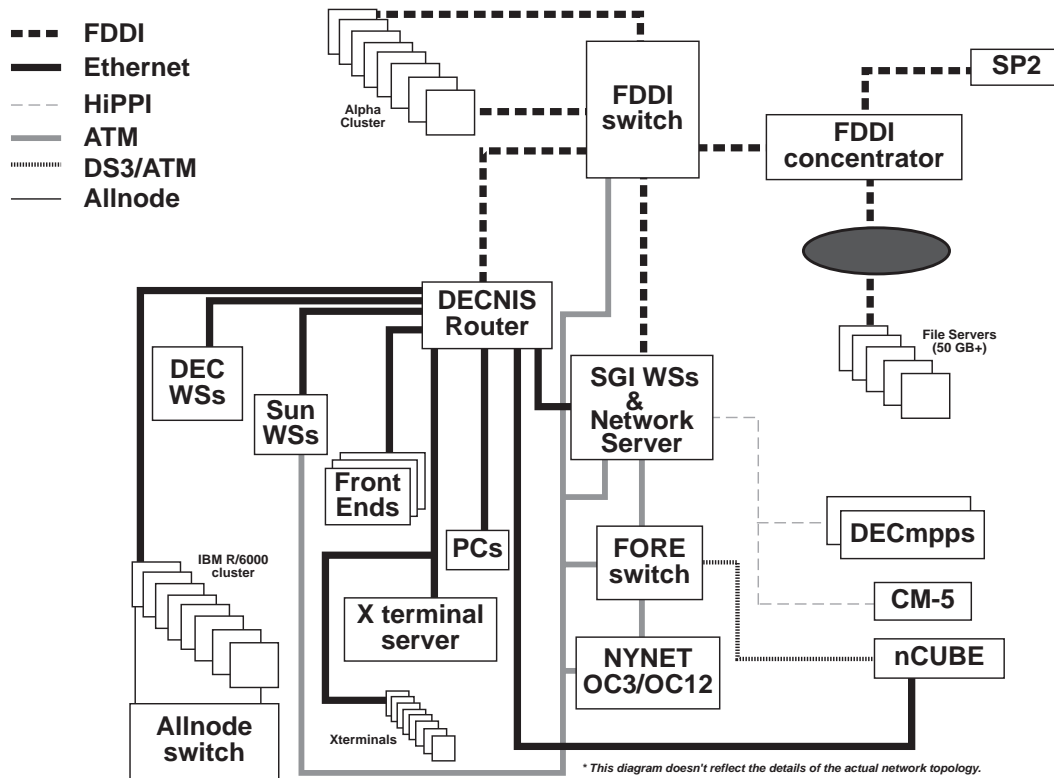 FDDI
Ethernet
HiPPI
ATM
DS3/ATM
Allnode
Alpha
Cluster
FDDI
switch
SP2
FDDI
concentrator
DECNIS
Router
File Servers
(50 GB+)
DEC
WSs
Sun
WSs
SGI WSs
&
Network
Server
Front
Ends
PCs
DECmpps
IBM R/6000
cluster
FORE
switch
CM-5
X terminal
server
NYNET
OC3/OC12
nCUBE
Allnode
switch
Xterminals
* This diagram doesn't reflect the details of the actual network topology.